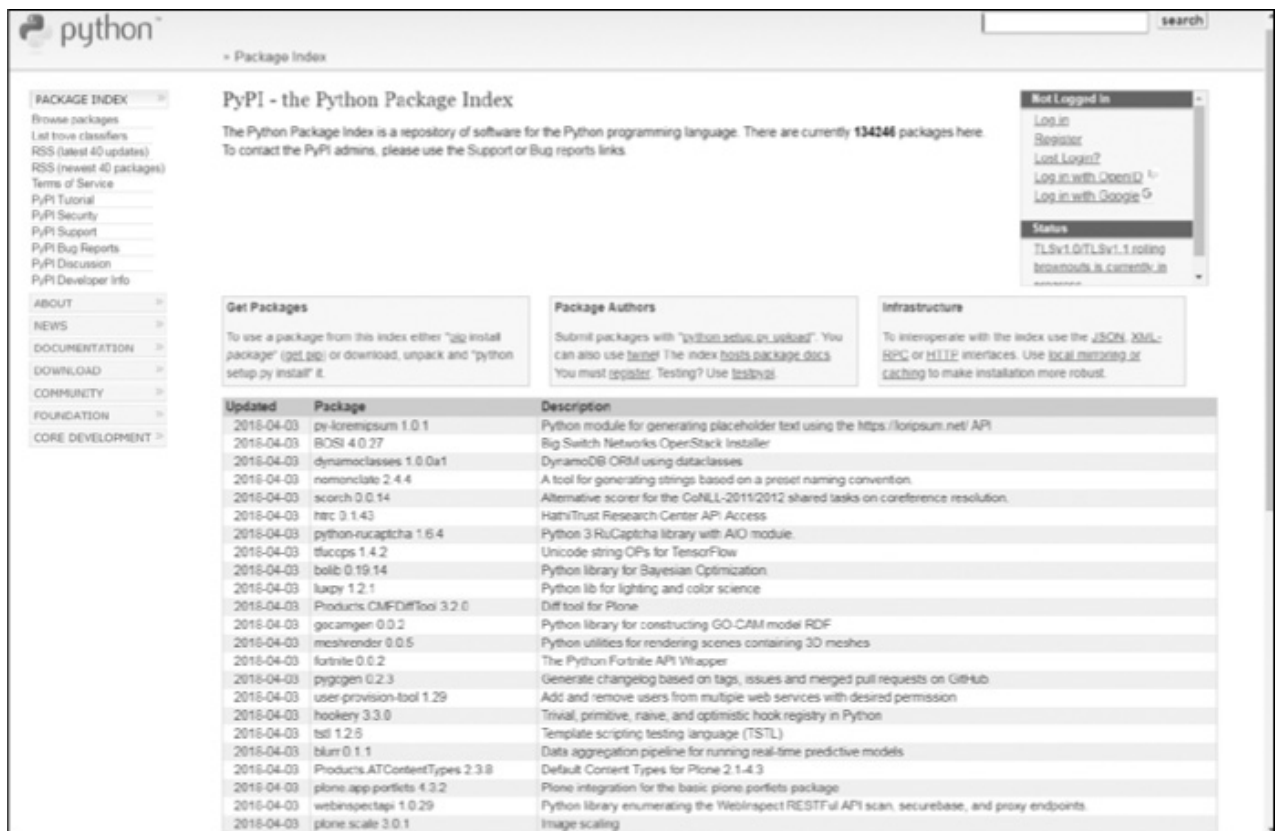 python™
search
» Package Index
PACKAGE INDEX »
Browse packages
List trove classifiers
RSS (latest 40 updates)
RSS (newest 40 packages)
Terms of Service
PyPI Tutorial
PyPI Security
PyPI Support
PyPI Bug Reports
PyPI Discussion
PyPI Developer Info
ABOUT »
NEWS »
DOCUMENTATION »
DOWNLOAD »
COMMUNITY »
FOUNDATION »
CORE DEVELOPMENT »
PyPI - the Python Package Index
The Python Package Index is a repository of software for the Python programming language. There are currently 134246 packages here.
To contact the PyPI admins, please use the Support or Bug reports links.
Not Logged In
Log in
Register
Lost Login?
Log in with OpenID
Log in with Google G
Status
TLSv1.0/TLSv1.1 rolling
brownouts is currently in
Get Packages
To use a package from this index either "pip install
package" (get pip) or download, unpack and "python
setup.py install" it.
Package Authors
Submit packages with "python setup.py upload". You
can also use twine! The index hosts package docs.
You must register. Testing? Use testpypi.
Infrastructure
To interoperate with the index use the JSON, XML-
RPC or HTTP interfaces. Use local mirroring or
caching to make installation more robust.
Updated Package Description
2018-04-03 py-loremipsum 1.0.1 Python module for generating placeholder text using the https://loripsum.net/ API
2018-04-03 BOSI 4.0.27 Big Switch Networks OpenStack Installer
2018-04-03 dynamoclasses 1.0.0a1 DynamoDB ORM using dataclasses
2018-04-03 nomenclate 2.4.4 A tool for generating strings based on a preset naming convention.
2018-04-03 scorch 0.0.14 Alternative scorer for the CoNLL-2011/2012 shared tasks on coreference resolution.
2018-04-03 htrc 0.1.43 HathiTrust Research Center API Access
2018-04-03 python-rucaptcha 1.6.4 Python 3 RuCaptcha library with AIO module.
2018-04-03 tfucops 1.4.2 Unicode string OPs for TensorFlow
2018-04-03 bolib 0.19.14 Python library for Bayesian Optimization
2018-04-03 luxpy 1.2.1 Python lib for lighting and color science
2018-04-03 Products.CMFDiffTool 3.2.0 Diff tool for Plone
2018-04-03 gocamgen 0.0.2 Python library for constructing GO-CAM model RDF
2018-04-03 meshrender 0.0.5 Python utilities for rendering scenes containing 3D meshes
2018-04-03 fortnite 0.0.2 The Python Fortnite API Wrapper
2018-04-03 pygcgen 0.2.3 Generate changelog based on tags, issues and merged pull requests on GitHub
2018-04-03 user-provision-tool 1.29 Add and remove users from multiple web services with desired permission
2018-04-03 hookery 3.3.0 Trivial, primitive, naive, and optimistic hook registry in Python
2018-04-03 tstl 1.2.6 Template scripting testing language (TSTL)
2018-04-03 blurr 0.1.1 Data aggregation pipeline for running real-time predictive models
2018-04-03 Products.ATContentTypes 2.3.8 Default Content Types for Plone 2.1-4.3
2018-04-03 plone.app.portlets 4.3.2 Plone integration for the basic plone.portlets package
2018-04-03 webinspectapi 1.0.29 Python library enumerating the WebInspect RESTFul API scan, securebase, and proxy endpoints.
2018-04-03 plone.scale 3.0.1 Image scaling